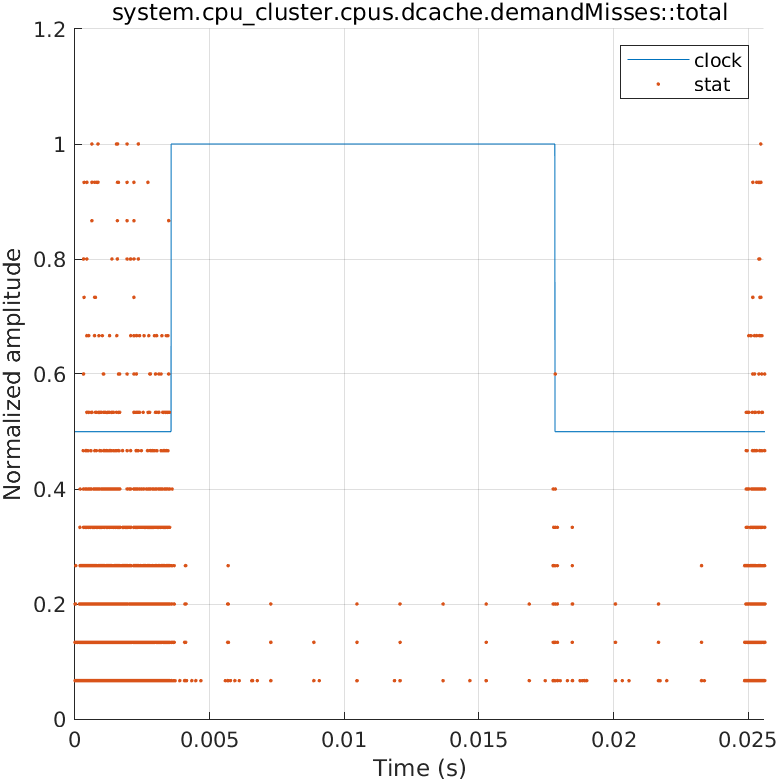 system.cpu_cluster.cpus.dcache.demandMisses::total
1.2
1
0.8
0.6
0.4
0.2
0
Normalized amplitude
clock
stat
0 0.005 0.01 0.015 0.02 0.025
Time (s)